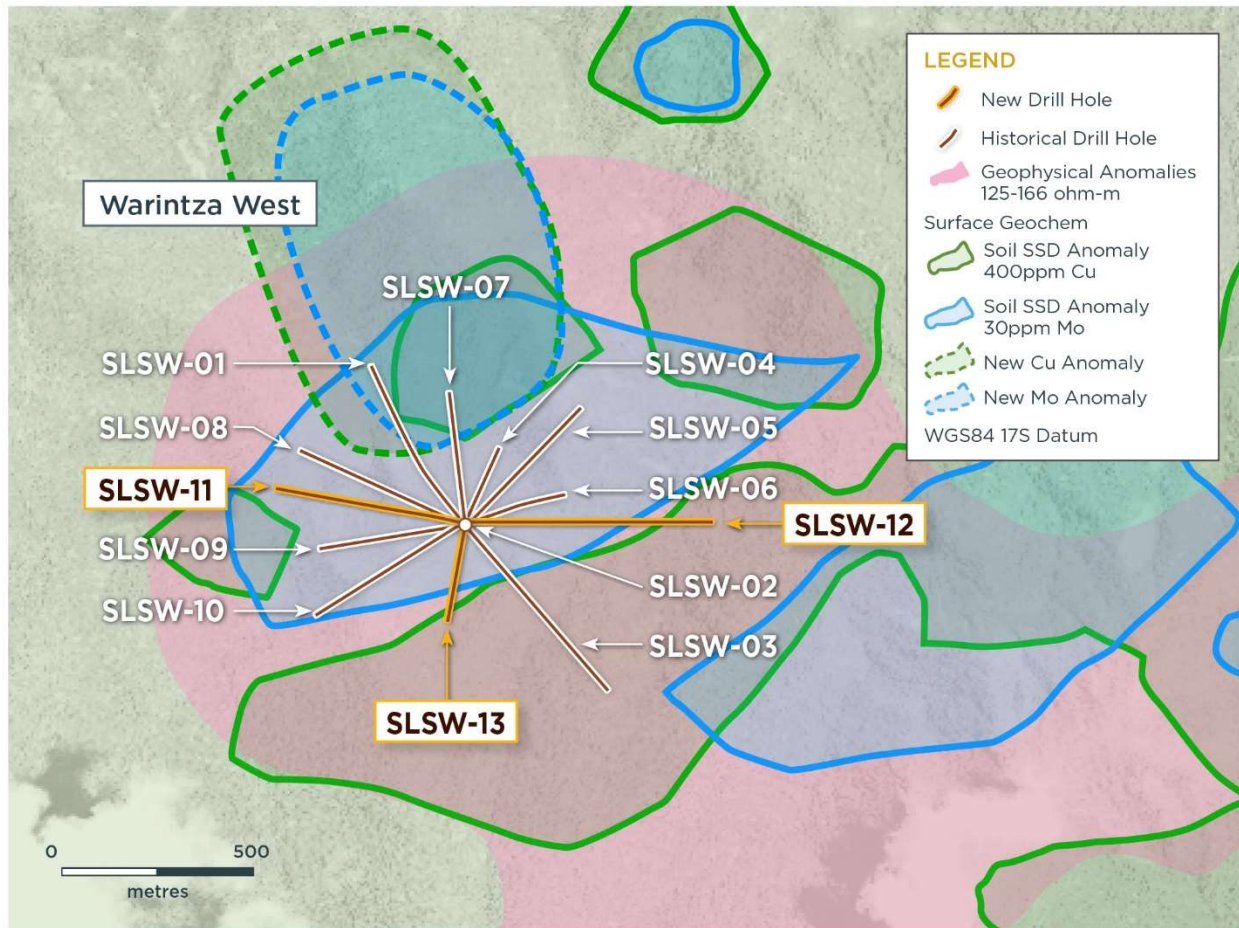 LEGEND
New Drill Hole
Historical Drill Hole
Geophysical Anomalies
125-166 ohm-m
Surface Geochem
Soil SSD Anomaly
400ppm Cu
Soil SSD Anomaly
30ppm Mo
New Cu Anomaly
New Mo Anomaly
WGS84 17S Datum
Warintza West
SLSW-07
SLSW-01
SLSW-04
SLSW-08
SLSW-05
SLSW-11
SLSW-06
SLSW-12
SLSW-09
SLSW-02
SLSW-10
SLSW-03
SLSW-13
0 500
metres